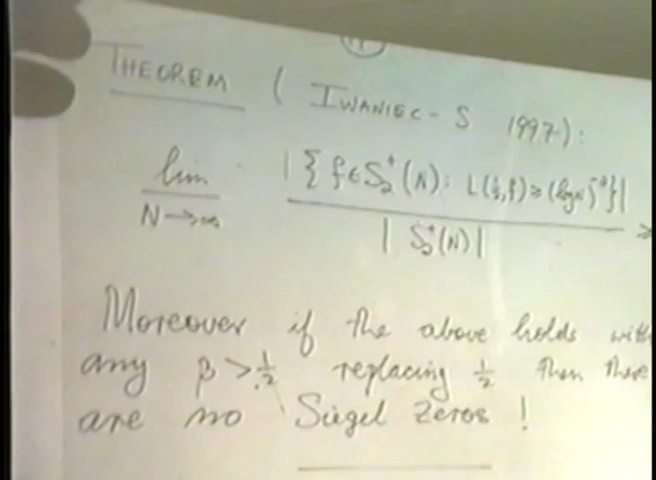 THEOREM ( IWANIEC - S 1997):
lim N→∞ |{ f ∈ S₂⁺(N): L(½,f) ≥ (log N)⁻²}| / |S₂⁺(N)| ≥
Moreover if the above holds with
any β > ½ replacing ½ then there
are no Siegel Zeros !